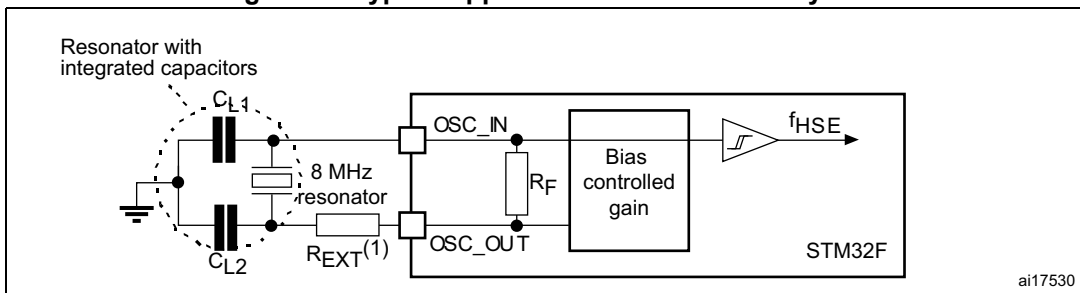 Resonator with
integrated capacitors
CL1
OSC_IN
fHSE
8 MHz
resonator
RF
Bias
controlled
gain
REXT(1)
OSC_OUT
CL2
STM32F
ai17530